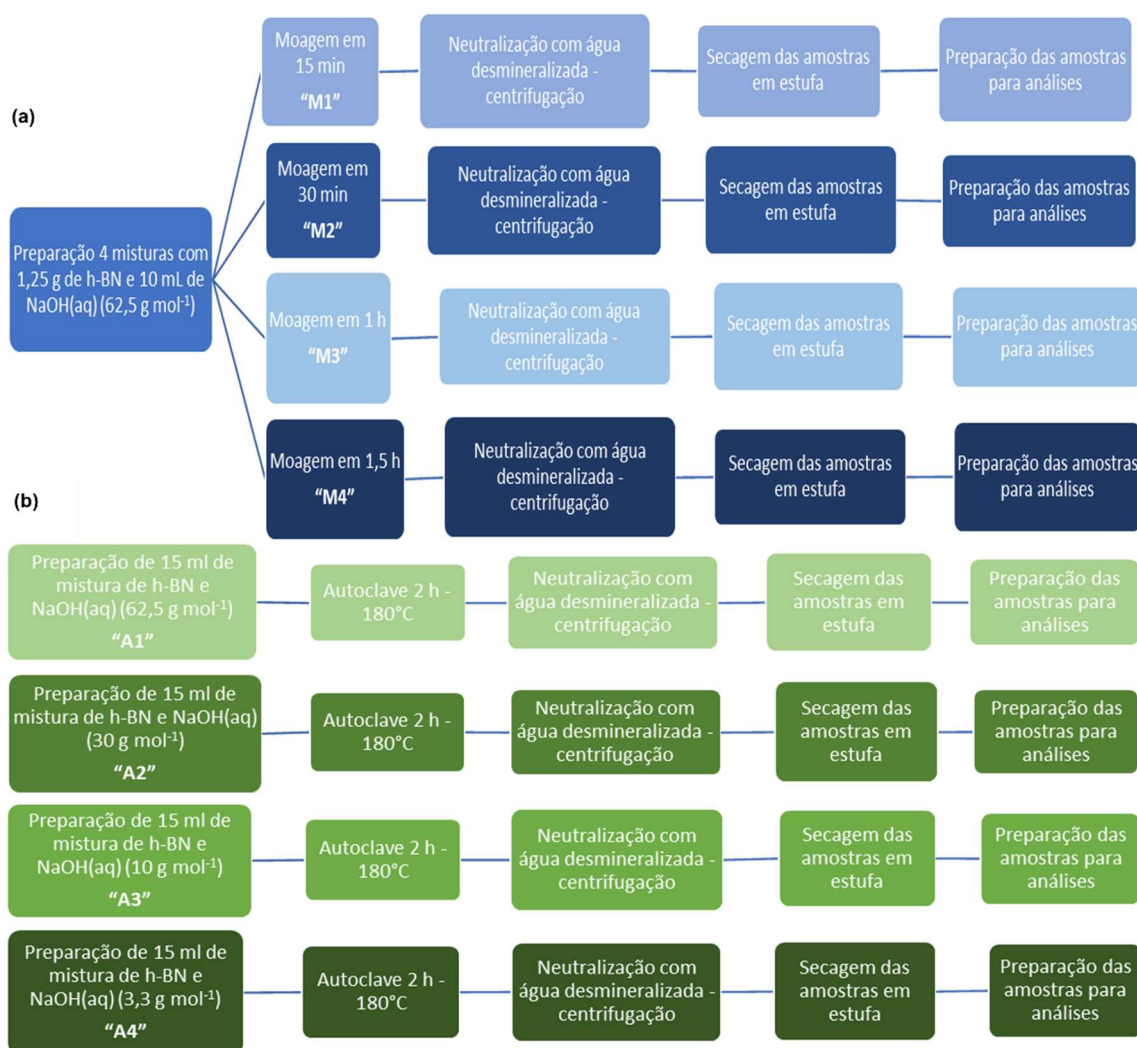 (a)
Preparação 4 misturas com
1,25 g de h-BN e 10 mL de
NaOH(aq) (62,5 g mol⁻¹)
Moagem em
15 min
“M1”
Neutralização com água
desmineralizada -
centrifugação
Secagem das amostras
em estufa
Preparação das amostras
para análises
Moagem em
30 min
“M2”
Neutralização com água
desmineralizada -
centrifugação
Secagem das amostras
em estufa
Preparação das amostras
para análises
Moagem em 1 h
“M3”
Neutralização com água
desmineralizada -
centrifugação
Secagem das amostras
em estufa
Preparação das amostras
para análises
Moagem em 1,5 h
“M4”
Neutralização com água
desmineralizada -
centrifugação
Secagem das amostras
em estufa
Preparação das amostras
para análises
(b)
Preparação de 15 ml de
mistura de h-BN e
NaOH(aq) (62,5 g mol⁻¹)
“A1”
Autoclave 2 h -
180°C
Neutralização com
água desmineralizada -
centrifugação
Secagem das
amostras em
estufa
Preparação das
amostras para
análises
Preparação de 15 ml de
mistura de h-BN e NaOH(aq)
(30 g mol⁻¹)
“A2”
Autoclave 2 h -
180°C
Neutralização com
água desmineralizada -
centrifugação
Secagem das
amostras em
estufa
Preparação das
amostras para
análises
Preparação de 15 ml de
mistura de h-BN e
NaOH(aq) (10 g mol⁻¹)
“A3”
Autoclave 2 h -
180°C
Neutralização com
água desmineralizada -
centrifugação
Secagem das
amostras em
estufa
Preparação das
amostras para
análises
Preparação de 15 ml de
mistura de h-BN e
NaOH(aq) (3,3 g mol⁻¹)
“A4”
Autoclave 2 h -
180°C
Neutralização com
água desmineralizada -
centrifugação
Secagem das
amostras em
estufa
Preparação das
amostras para
análises